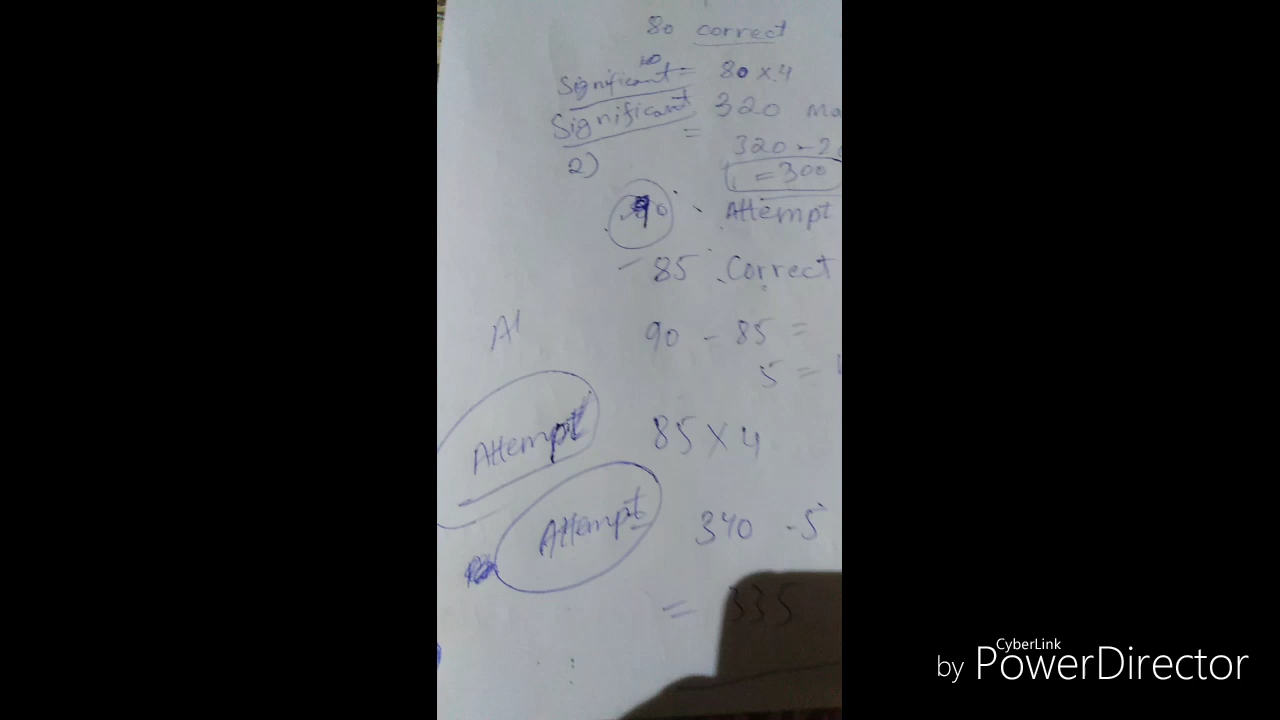 80 correct
Significant = 80 x 4
Significant 320
= 320 - 2
2) = 300
90 Attempt
- 85 Correct
A
90 - 85 =
5 =
Attempt 85 X 4
Attempt 340 - 5
= 335
CyberLink
by PowerDirector